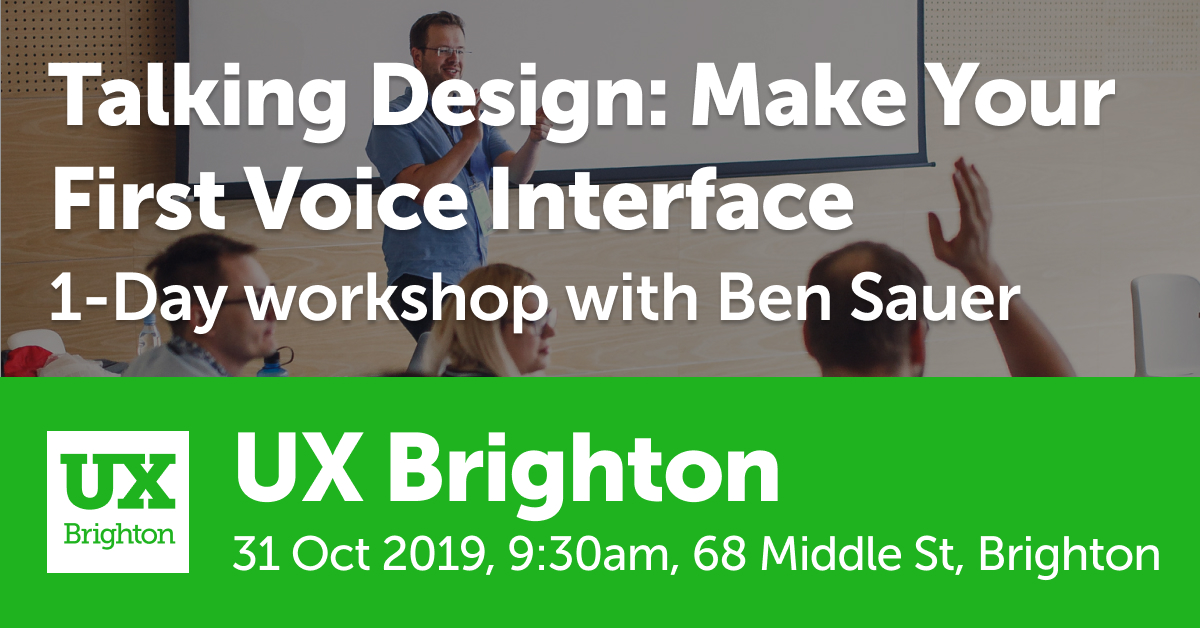 Talking Design: Make Your
First Voice Interface
1-Day workshop with Ben Sauer
UX
Brighton
UX Brighton
31 Oct 2019, 9:30am, 68 Middle St, Brighton